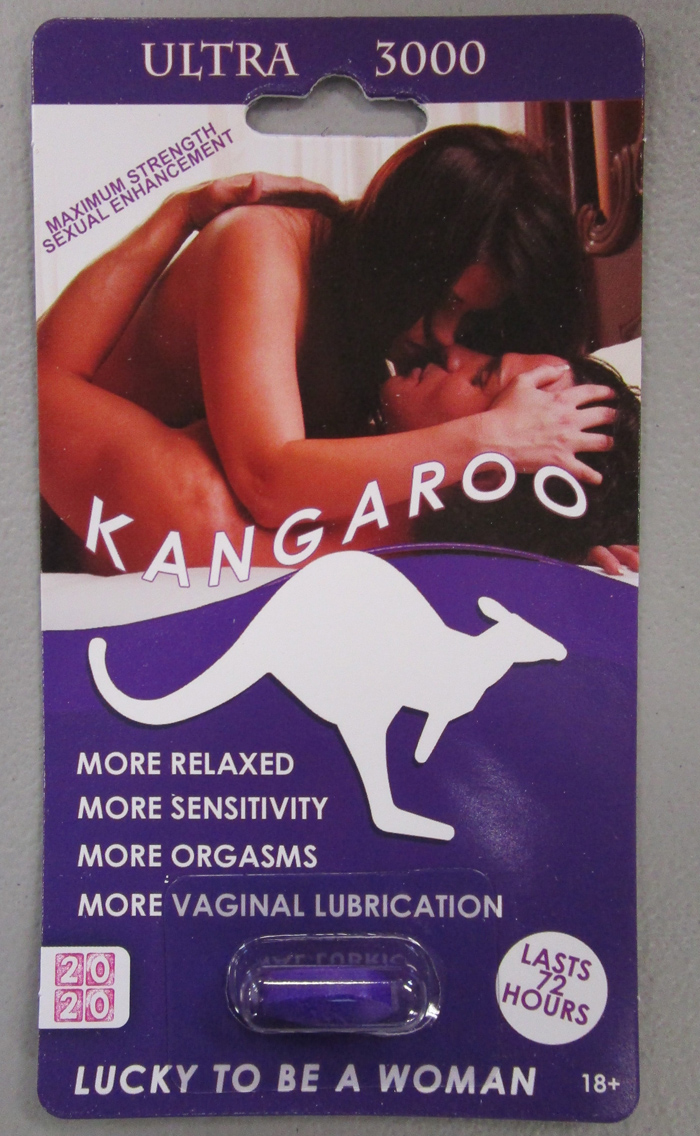 ULTRA 3000
MAXIMUM STRENGTH
SEXUAL ENHANCEMENT
KANGAROO
MORE RELAXED
MORE SENSITIVITY
MORE ORGASMS
MORE VAGINAL LUBRICATION
20
20
LASTS
72
HOURS
LUCKY TO BE A WOMAN
18+